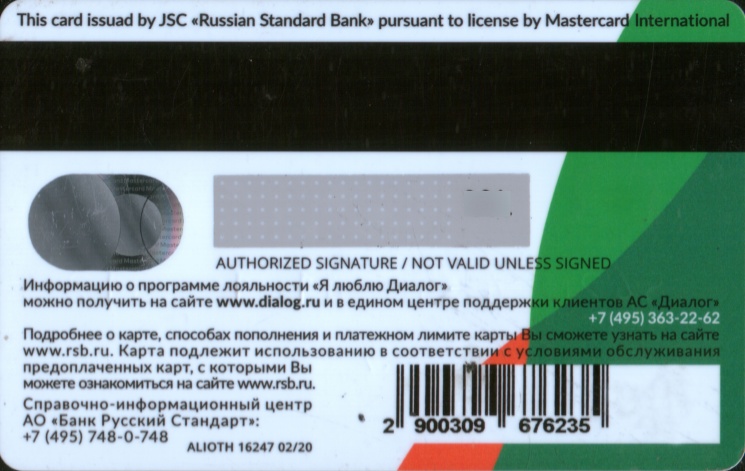 This card issued by JSC «Russian Standard Bank» pursuant to license by Mastercard International
AUTHORIZED SIGNATURE / NOT VALID UNLESS SIGNED
Информацию о программе лояльности «Я люблю Диалог»
можно получить на сайте www.dialog.ru и в едином центре поддержки клиентов АС «Диалог»
+7 (495) 363-22-62
Подробнее о карте, способах пополнения и платежном лимите карты Вы сможете узнать на сайте
www.rsb.ru. Карта подлежит использованию в соответствии с условиями обслуживания
предоплаченных карт, с которыми Вы
можете ознакомиться на сайте www.rsb.ru.
Справочно-информационный центр
АО «Банк Русский Стандарт»:
+7 (495) 748-0-748
ALIOTH 16247 02/20
2 900309 676235